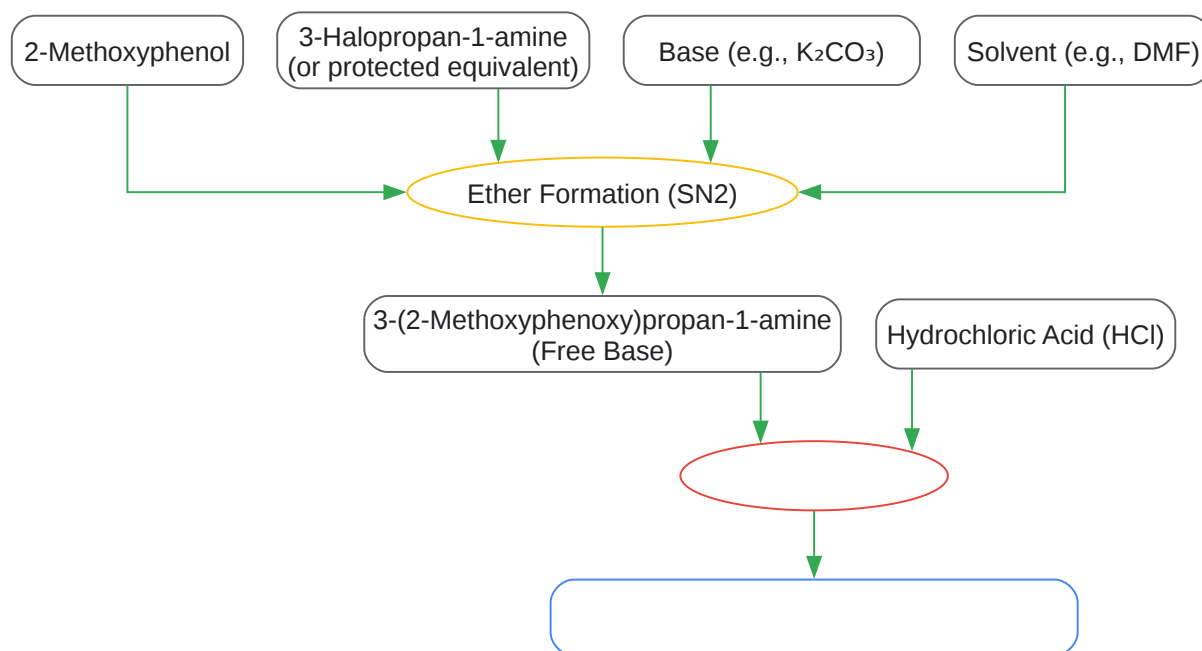 2-Methoxyphenol
3-Halopropan-1-amine
(or protected equivalent)
Base (e.g., K₂CO₃)
Solvent (e.g., DMF)
Ether Formation (SN2)
3-(2-Methoxyphenoxy)propan-1-amine
(Free Base)
Hydrochloric Acid (HCl)